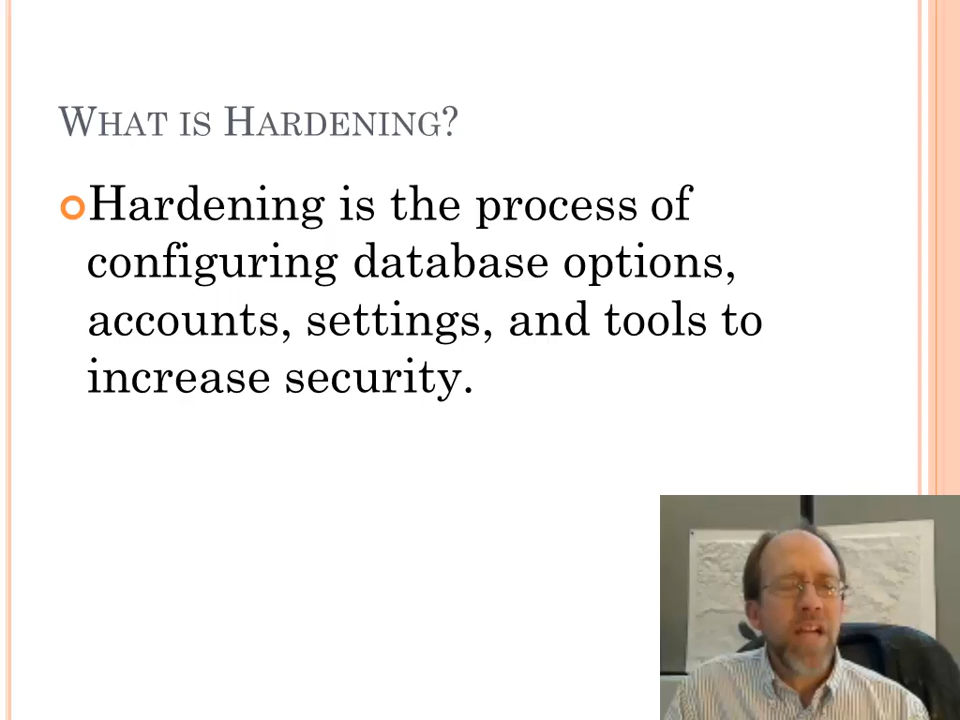 What is Hardening?
Hardening is the process of
configuring database options,
accounts, settings, and tools to
increase security.